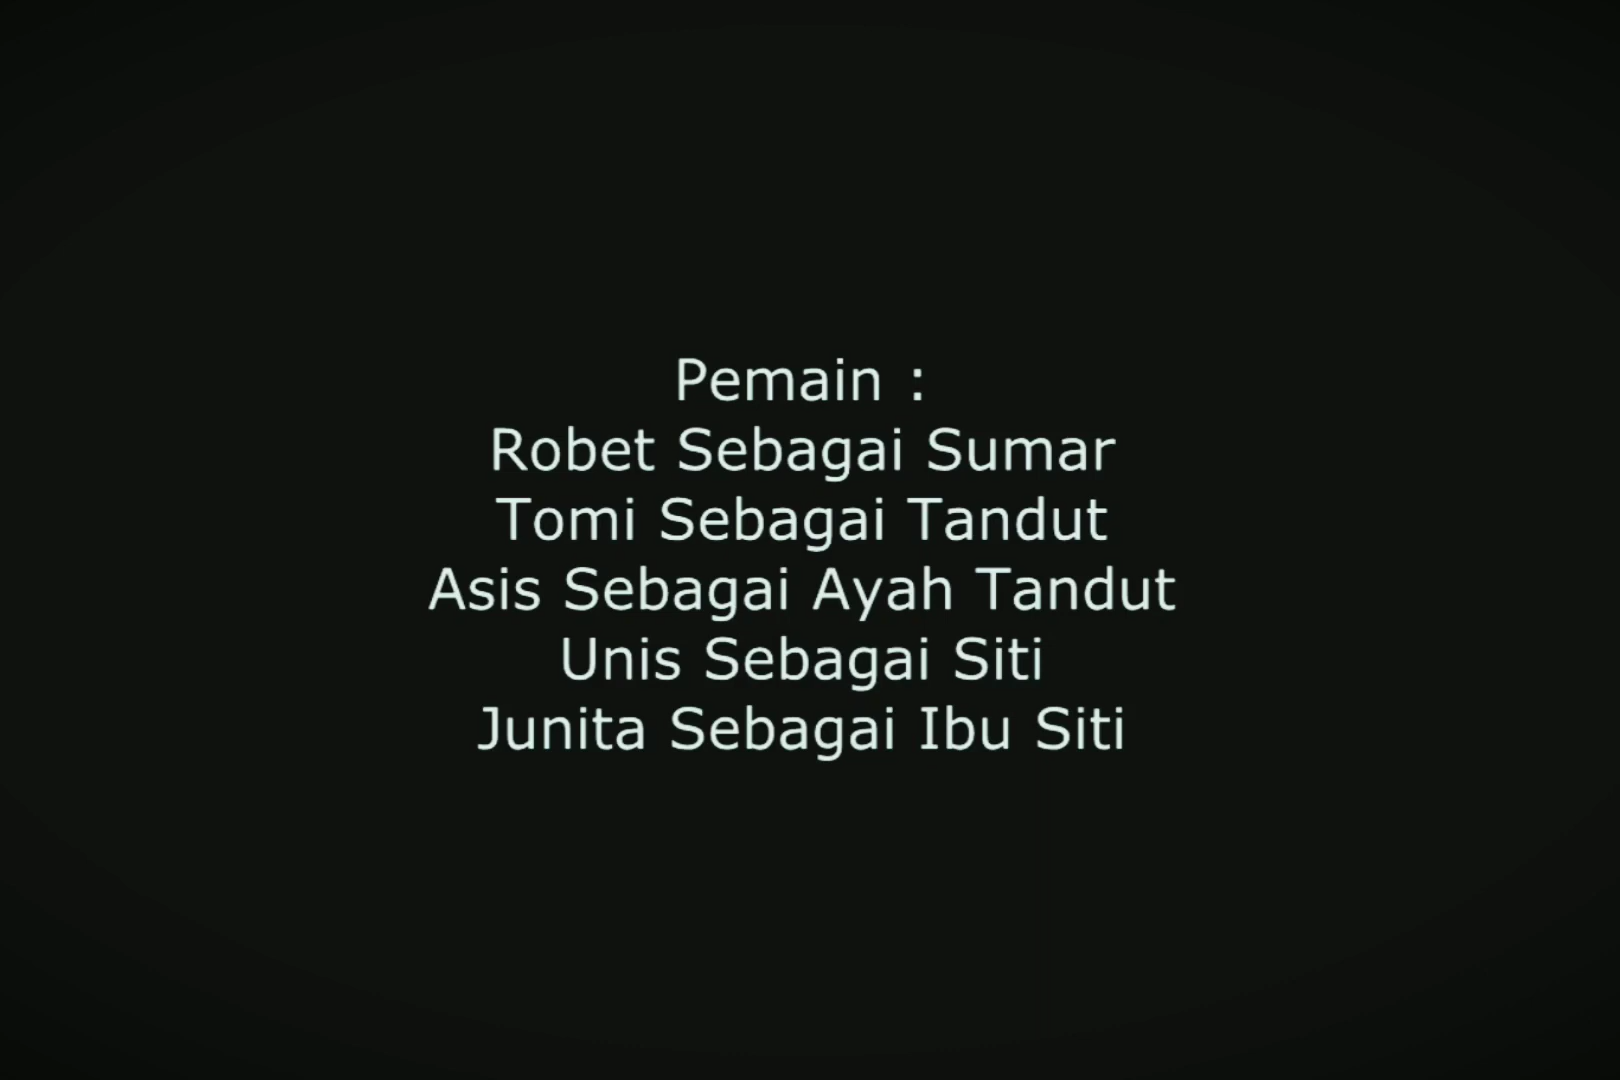 Pemain :
Robet Sebagai Sumar
Tomi Sebagai Tandut
Asis Sebagai Ayah Tandut
Unis Sebagai Siti
Junita Sebagai Ibu Siti